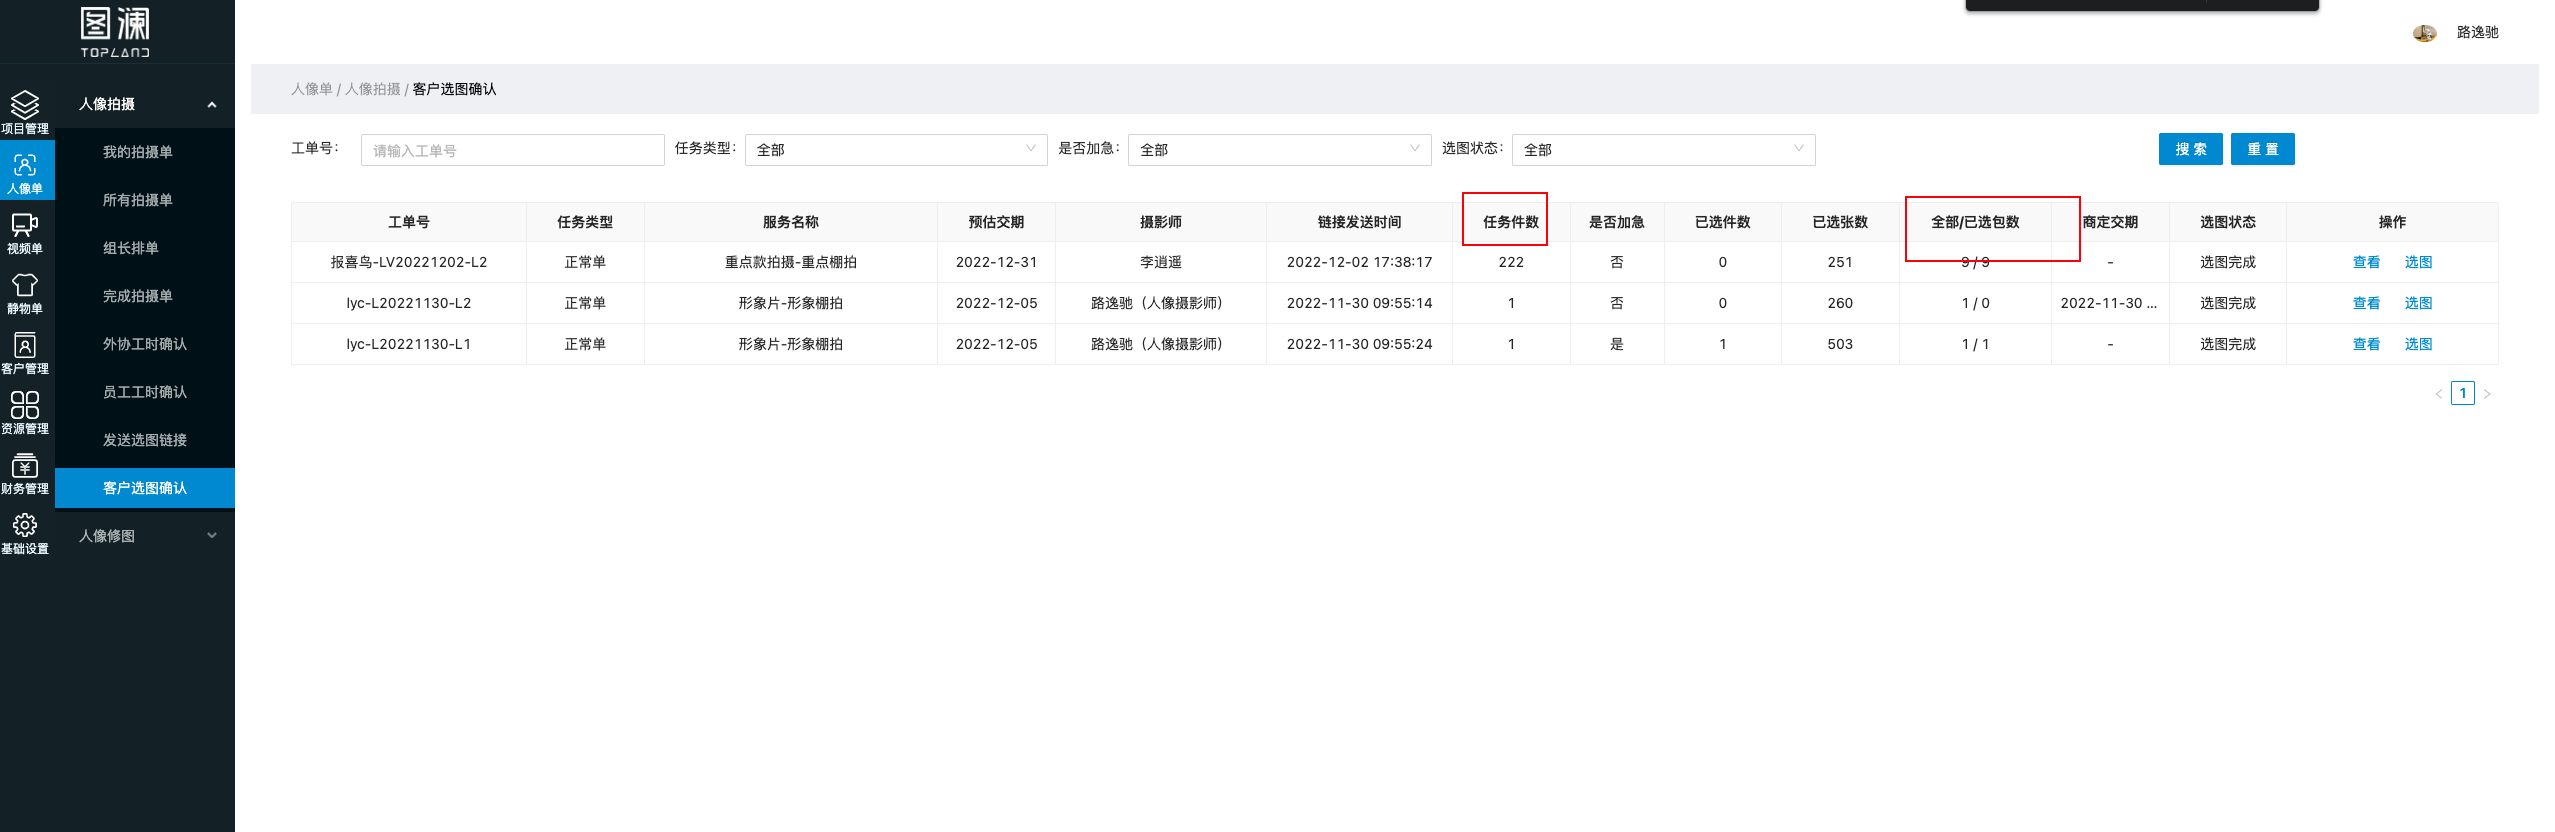 图澜
TOPLAND
路逸驰
项目管理
人像单
视频单
静物单
客户管理
资源管理
财务管理
基础设置
人像拍摄
我的拍摄单
所有拍摄单
组长排单
完成拍摄单
外协工时确认
员工工时确认
发送选图链接
客户选图确认
人像修图
人像单 / 人像拍摄 / 客户选图确认
工单号： 请输入工单号 任务类型： 全部 是否加急： 全部 选图状态： 全部 搜 索 重 置
工单号 任务类型 服务名称 预估交期 摄影师 链接发送时间 任务件数 是否加急 已选件数 已选张数 全部/已选包数 商定交期 选图状态 操作
报喜鸟-LV20221202-L2 正常单 重点款拍摄-重点棚拍 2022-12-31 李逍遥 2022-12-02 17:38:17 222 否 0 251 9 / 9 - 选图完成 查看 选图
lyc-L20221130-L2 正常单 形象片-形象棚拍 2022-12-05 路逸驰（人像摄影师） 2022-11-30 09:55:14 1 否 0 260 1 / 0 2022-11-30 ... 选图完成 查看 选图
lyc-L20221130-L1 正常单 形象片-形象棚拍 2022-12-05 路逸驰（人像摄影师） 2022-11-30 09:55:24 1 是 1 503 1 / 1 - 选图完成 查看 选图
< 1 >